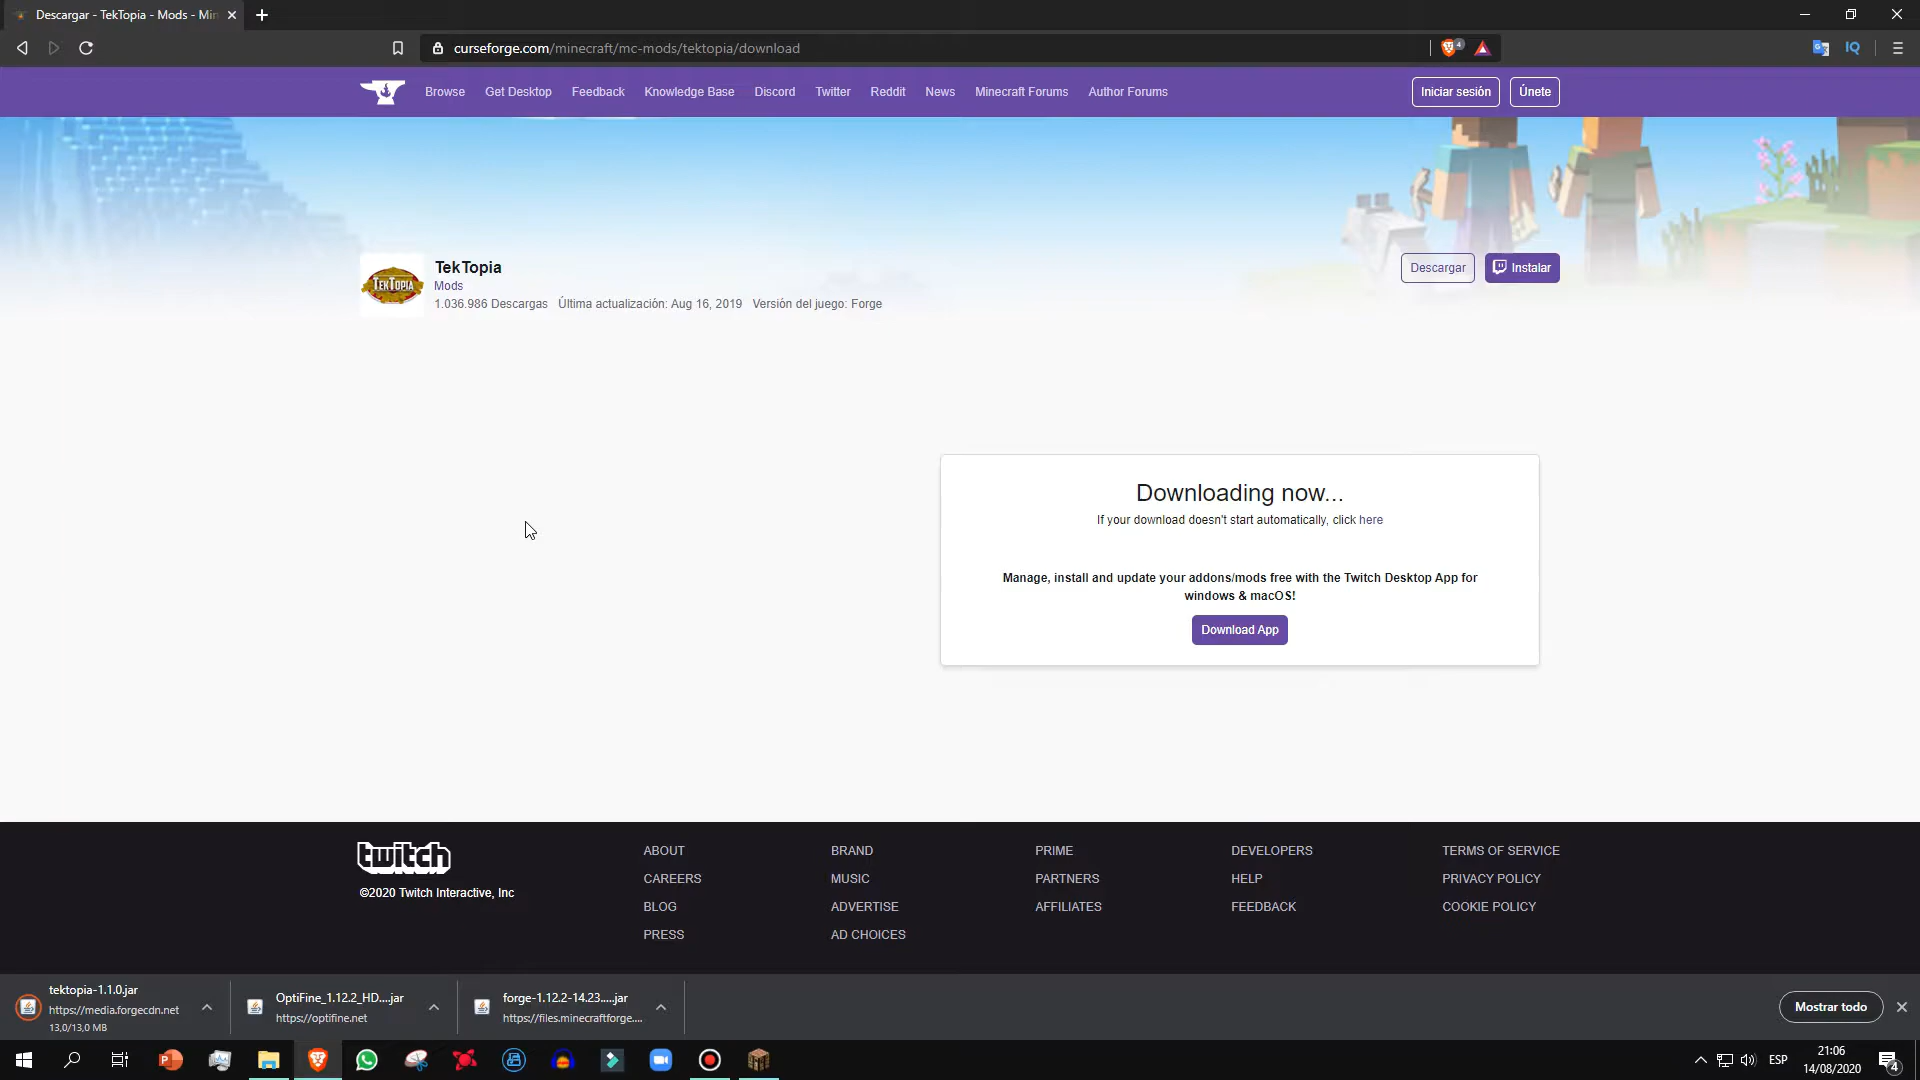 Descargar - TekTopia - Mods - Min
curseforge.com/minecraft/mc-mods/tektopia/download
4
IQ
Browse
Get Desktop
Feedback
Knowledge Base
Discord
Twitter
Reddit
News
Minecraft Forums
Author Forums
Iniciar sesión
Únete
TEKTOPIA
TekTopia
Mods
1.036.986 Descargas Última actualización: Aug 16, 2019 Versión del juego: Forge
Descargar
Instalar
Downloading now...
If your download doesn't start automatically, click here
Manage, install and update your addons/mods free with the Twitch Desktop App for
windows & macOS!
Download App
twitch
©2020 Twitch Interactive, Inc
ABOUT
CAREERS
BLOG
PRESS
BRAND
MUSIC
ADVERTISE
AD CHOICES
PRIME
PARTNERS
AFFILIATES
DEVELOPERS
HELP
FEEDBACK
TERMS OF SERVICE
PRIVACY POLICY
COOKIE POLICY
tektopia-1.1.0.jar
https://media.forgecdn.net
13,0/13,0 MB
OptiFine_1.12.2_HD....jar
https://optifine.net
forge-1.12.2-14.23.....jar
https://files.minecraftforge....
Mostrar todo
ESP
21:06
14/08/2020
4